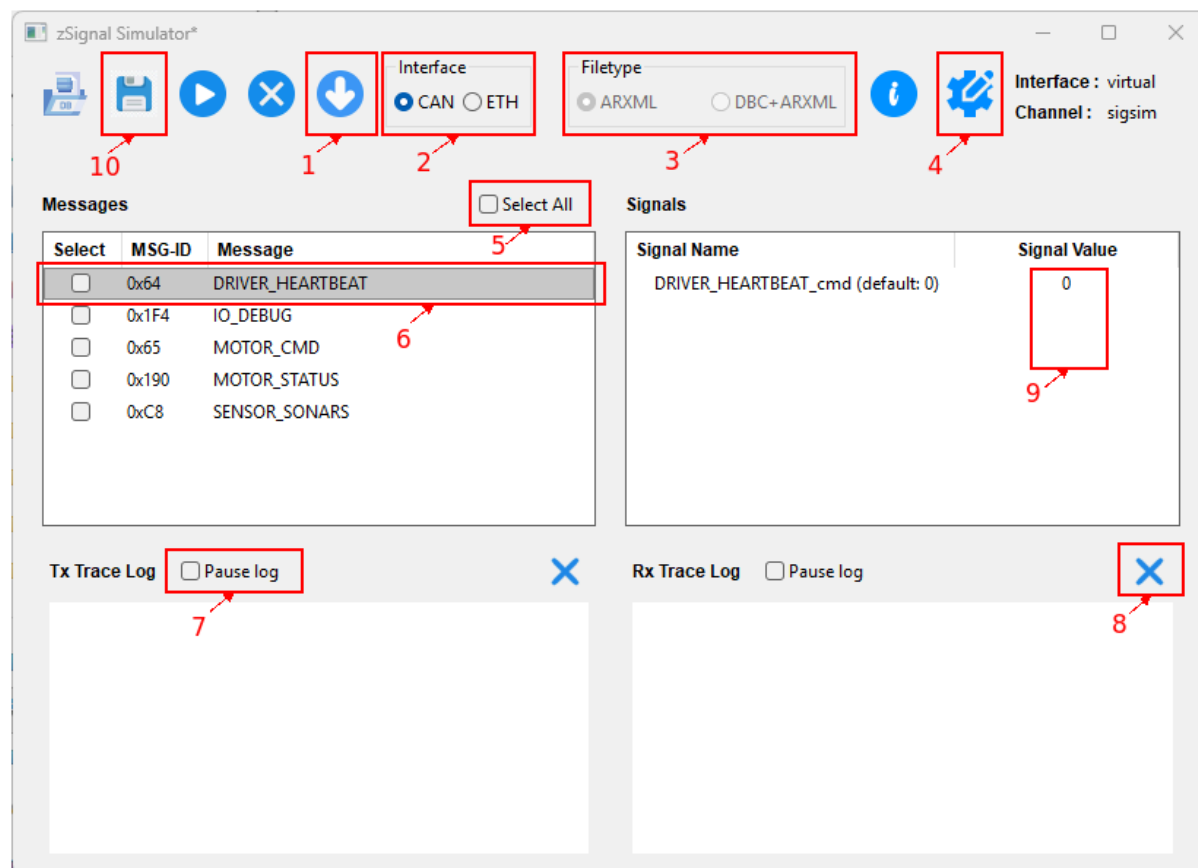 zSignal Simulator*
Interface
Filetype
DB
CAN ETH
ARXML DBC+ARXML
i
Interface : virtual
Channel : sigsim
10
1
2
3
4
Messages
Select All
Signals
5
Select MSG-ID Message
Signal Name Signal Value
0x64 DRIVER_HEARTBEAT
DRIVER_HEARTBEAT_cmd (default: 0) 0
0x1F4 IO_DEBUG
6
0x65 MOTOR_CMD
0x190 MOTOR_STATUS
9
0xC8 SENSOR_SONARS
Tx Trace Log Pause log
Rx Trace Log Pause log
7
8